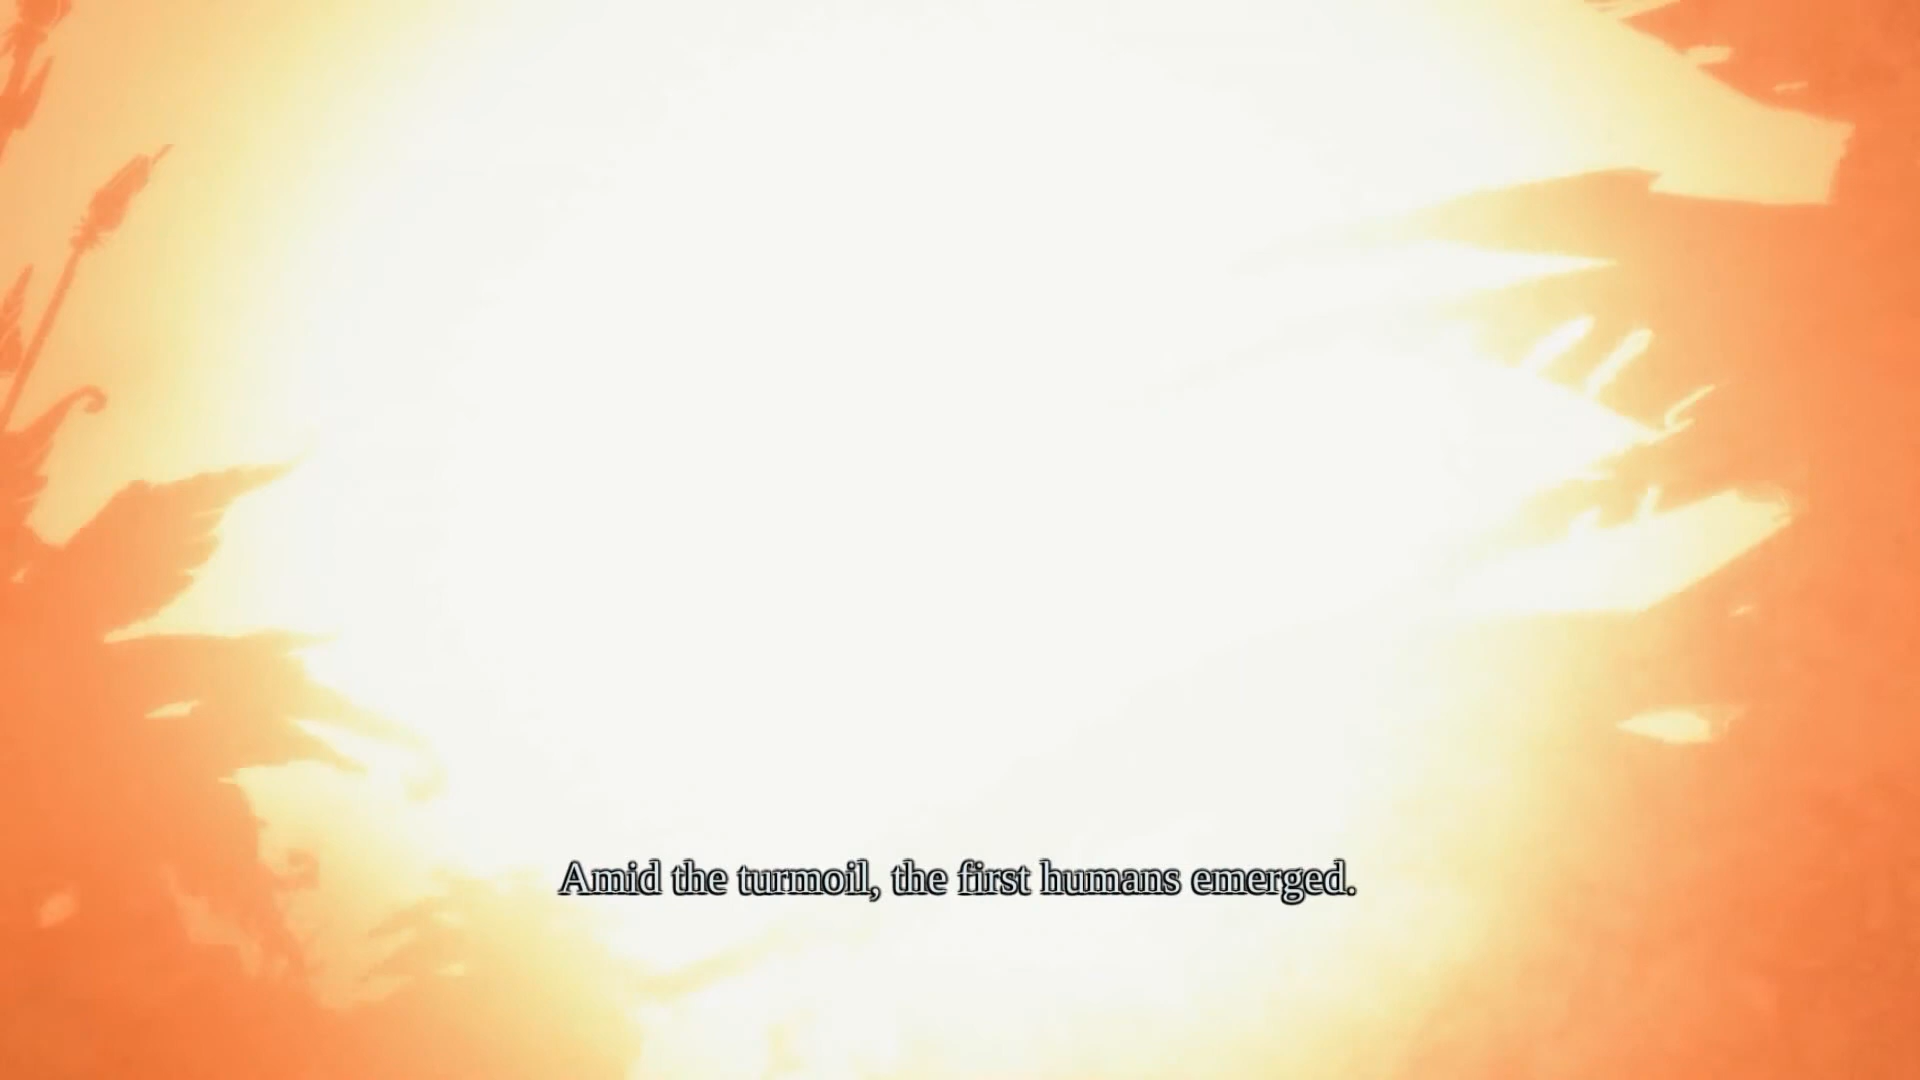 Amid the turmoil, the first humans emerged.